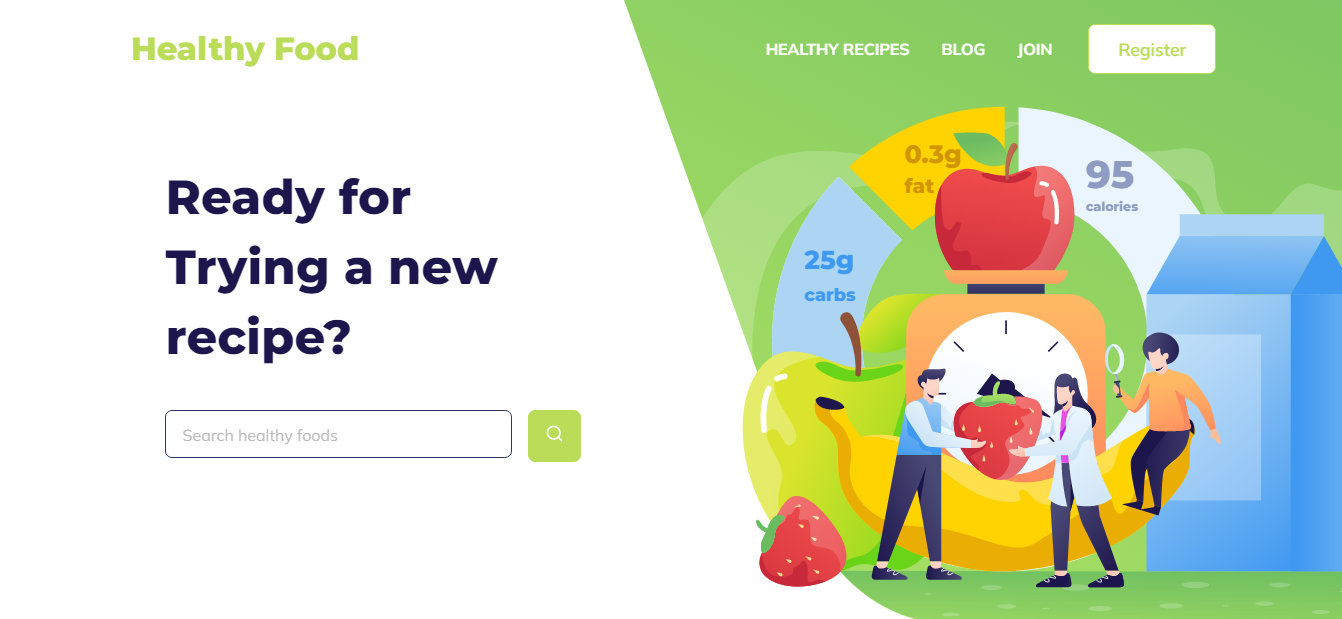 Healthy Food
HEALTHY RECIPES BLOG JOIN Register
Ready for
Trying a new
recipe?
Search healthy foods
0.3g
fat
95
calories
25g
carbs